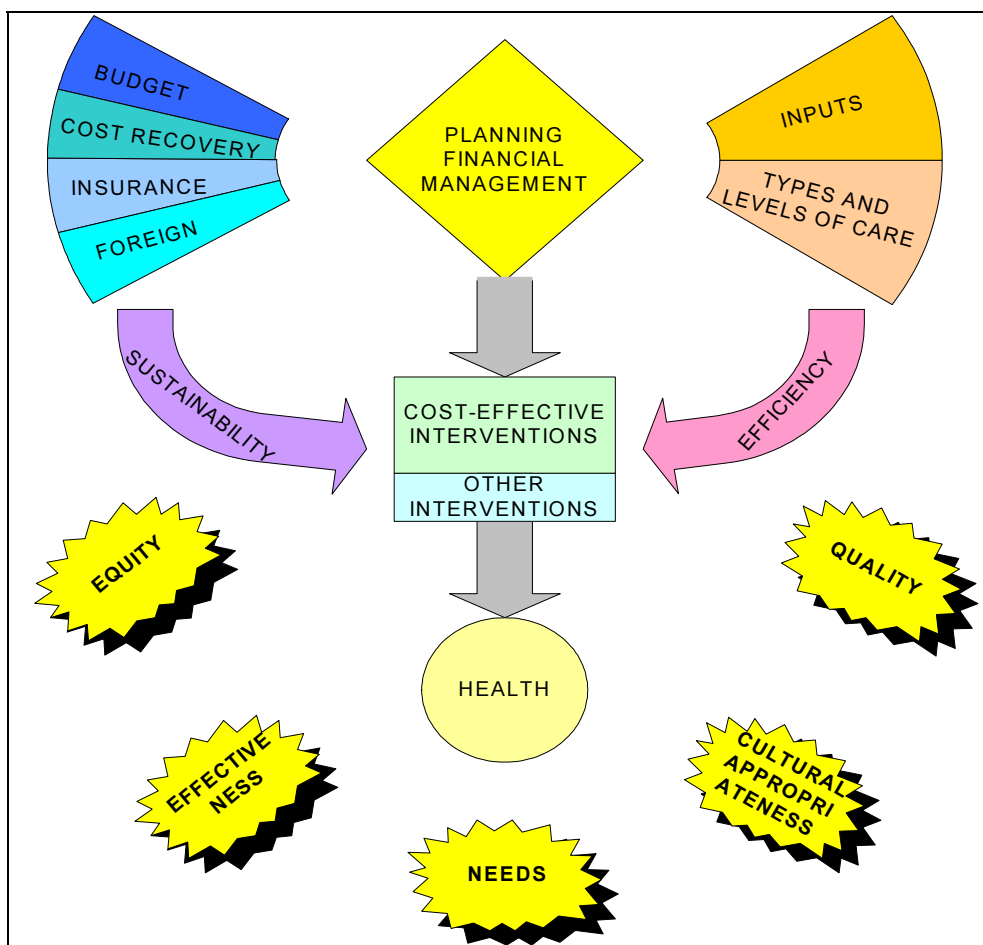 BUDGET
COST RECOVERY
INSURANCE
FOREIGN
PLANNING
FINANCIAL
MANAGEMENT
INPUTS
TYPES AND
LEVELS OF CARE
SUSTAINABILITY
COST-EFFECTIVE
INTERVENTIONS
OTHER
INTERVENTIONS
EFFICIENCY
EQUITY
QUALITY
HEALTH
EFFECTIVE
NESS
CULTURAL
APPROPRI
ATENESS
NEEDS